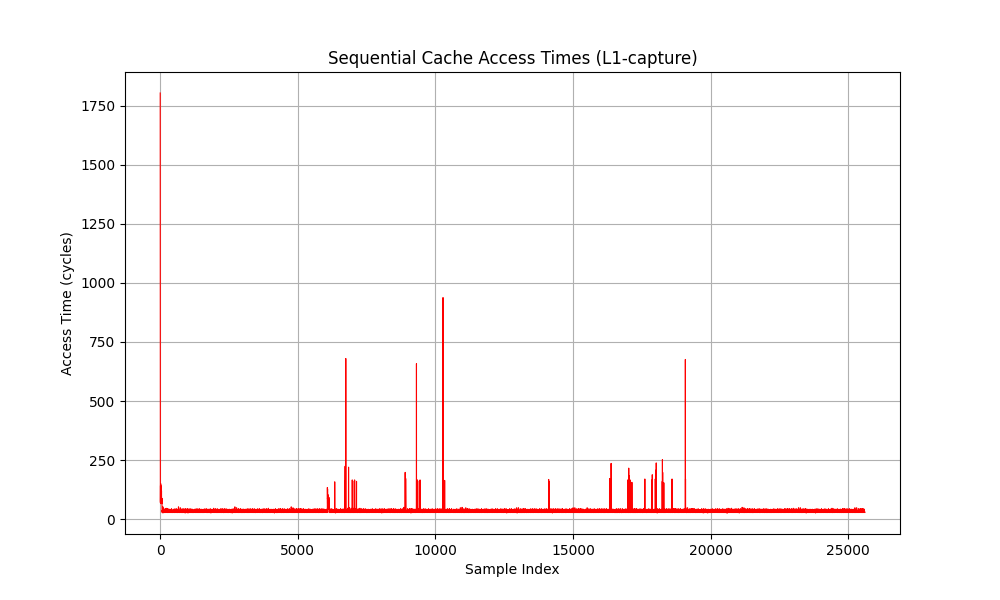 Sequential Cache Access Times (L1-capture)
Access Time (cycles)
1750
1500
1250
1000
750
500
250
0
0 5000 10000 15000 20000 25000
Sample Index